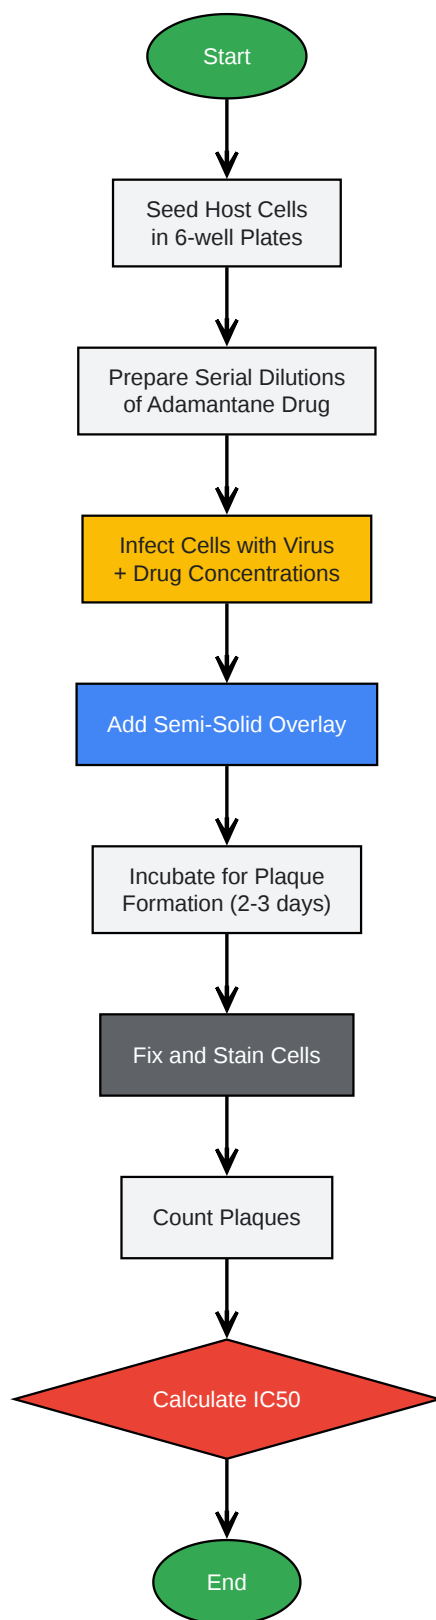 Start
Seed Host Cells
in 6-well Plates
Prepare Serial Dilutions
of Adamantane Drug
Infect Cells with Virus
+ Drug Concentrations
Add Semi-Solid Overlay
Incubate for Plaque
Formation (2-3 days)
Fix and Stain Cells
Count Plaques
Calculate IC50
End